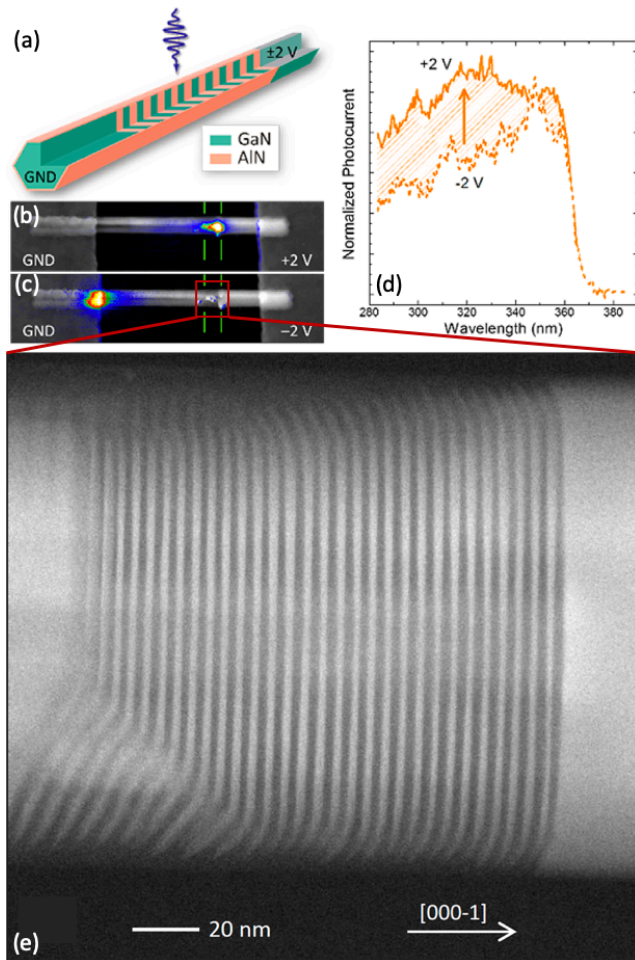 (a)
±2 V
GaN
AlN
GND
(b)
GND
+2 V
(c)
GND
−2 V
+2 V
-2 V
(d)
Normalized Photocurrent
280 300 320 340 360 380
Wavelength (nm)
20 nm
[000-1]
(e)